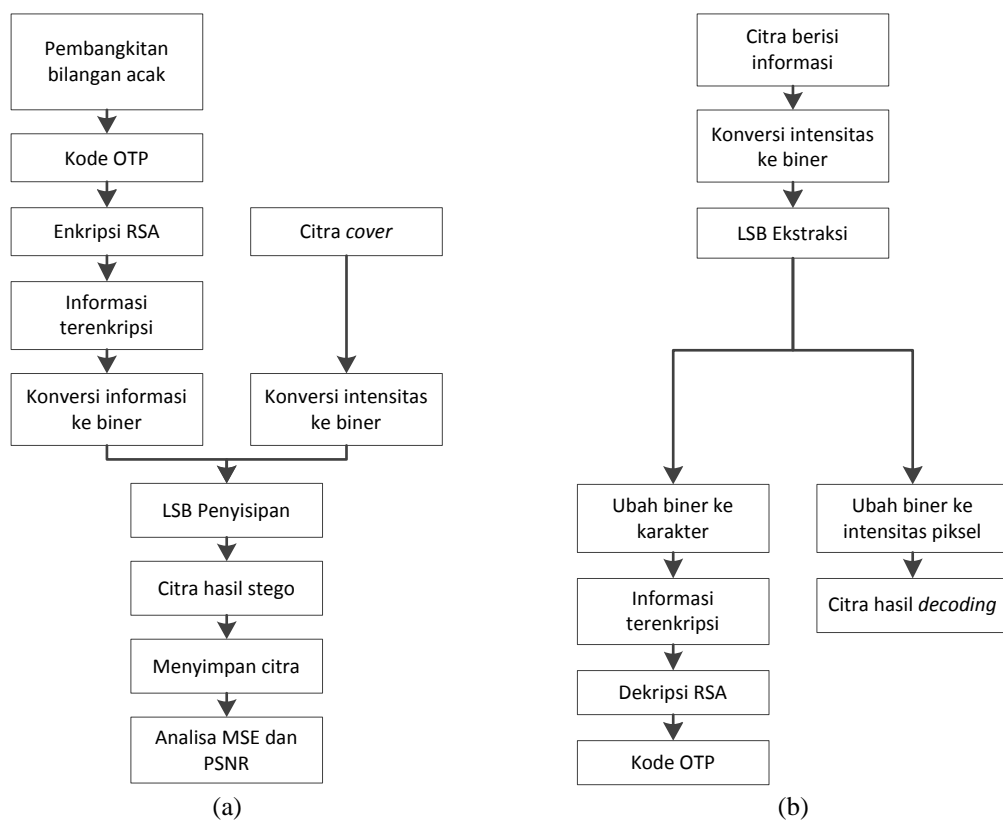 Pembangkitan
bilangan acak
Kode OTP
Enkripsi RSA
Citra cover
Informasi
terenkripsi
Konversi informasi
ke biner
Konversi intensitas
ke biner
LSB Penyisipan
Citra hasil stego
Menyimpan citra
Analisa MSE dan
PSNR
(a)
Citra berisi
informasi
Konversi intensitas
ke biner
LSB Ekstraksi
Ubah biner ke
karakter
Ubah biner ke
intensitas piksel
Informasi
terenkripsi
Citra hasil decoding
Dekripsi RSA
Kode OTP
(b)